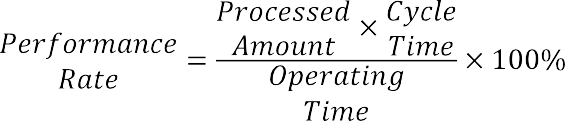 Performance Rate = Processed Amount × Cycle Time / Operating Time × 100%